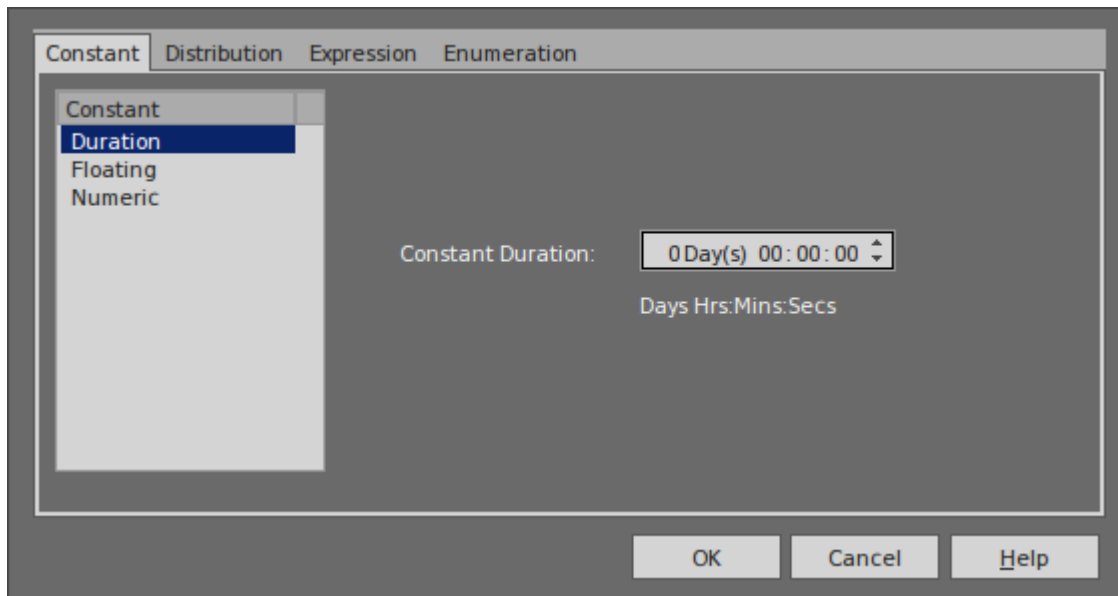 Constant Distribution Expression Enumeration
Constant
Duration
Floating
Numeric
Constant Duration: 0 Day(s) 00:00:00
Days Hrs:Mins:Secs
OK Cancel Help